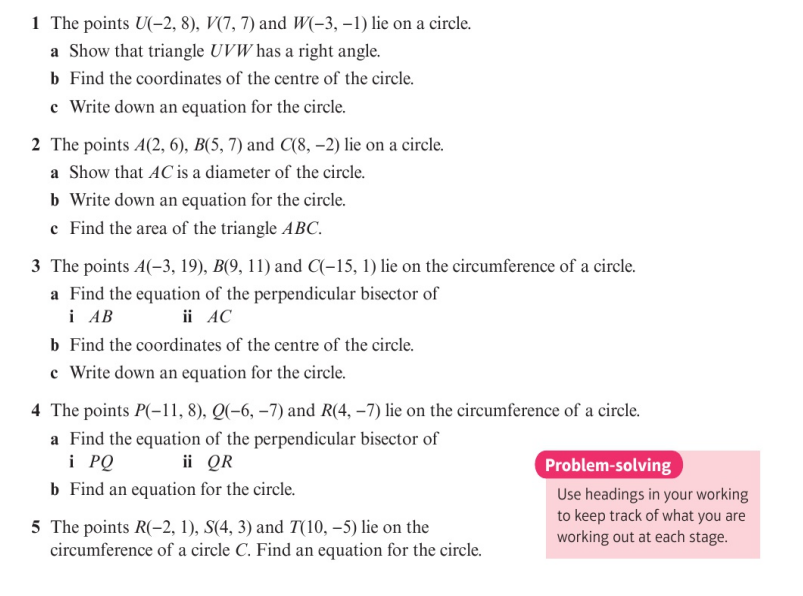 1 The points U(−2, 8), V(7, 7) and W(−3, −1) lie on a circle.
a Show that triangle UVW has a right angle.
b Find the coordinates of the centre of the circle.
c Write down an equation for the circle.
2 The points A(2, 6), B(5, 7) and C(8, −2) lie on a circle.
a Show that AC is a diameter of the circle.
b Write down an equation for the circle.
c Find the area of the triangle ABC.
3 The points A(−3, 19), B(9, 11) and C(−15, 1) lie on the circumference of a circle.
a Find the equation of the perpendicular bisector of
i AB ii AC
b Find the coordinates of the centre of the circle.
c Write down an equation for the circle.
4 The points P(−11, 8), Q(−6, −7) and R(4, −7) lie on the circumference of a circle.
a Find the equation of the perpendicular bisector of
i PQ ii QR
b Find an equation for the circle.
5 The points R(−2, 1), S(4, 3) and T(10, −5) lie on the
circumference of a circle C. Find an equation for the circle.
Problem-solving
Use headings in your working
to keep track of what you are
working out at each stage.